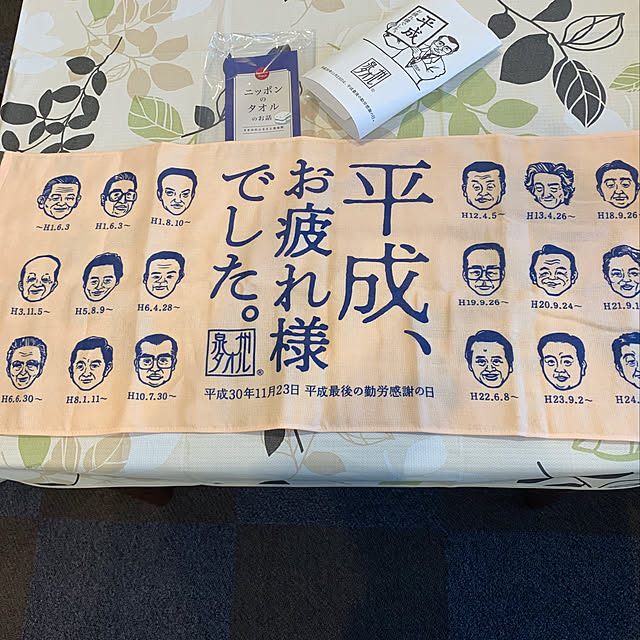 平成、
お疲れ様
でした。
泉州
®
平成30年11月23日 平成最後の勤労感謝の日
〜H1.6.3
H1.6.3〜
H1.8.10〜
H3.11.5〜
H5.8.9〜
H6.4.28〜
H6.6.30〜
H8.1.11〜
H10.7.30〜
H12.4.5〜
H13.4.26〜
H18.9.26〜
H19.9.26〜
H20.9.24〜
H21.9.1
H22.6.8〜
H23.9.2〜
H24.
ニッポン
の
タオル
のお話
平成、